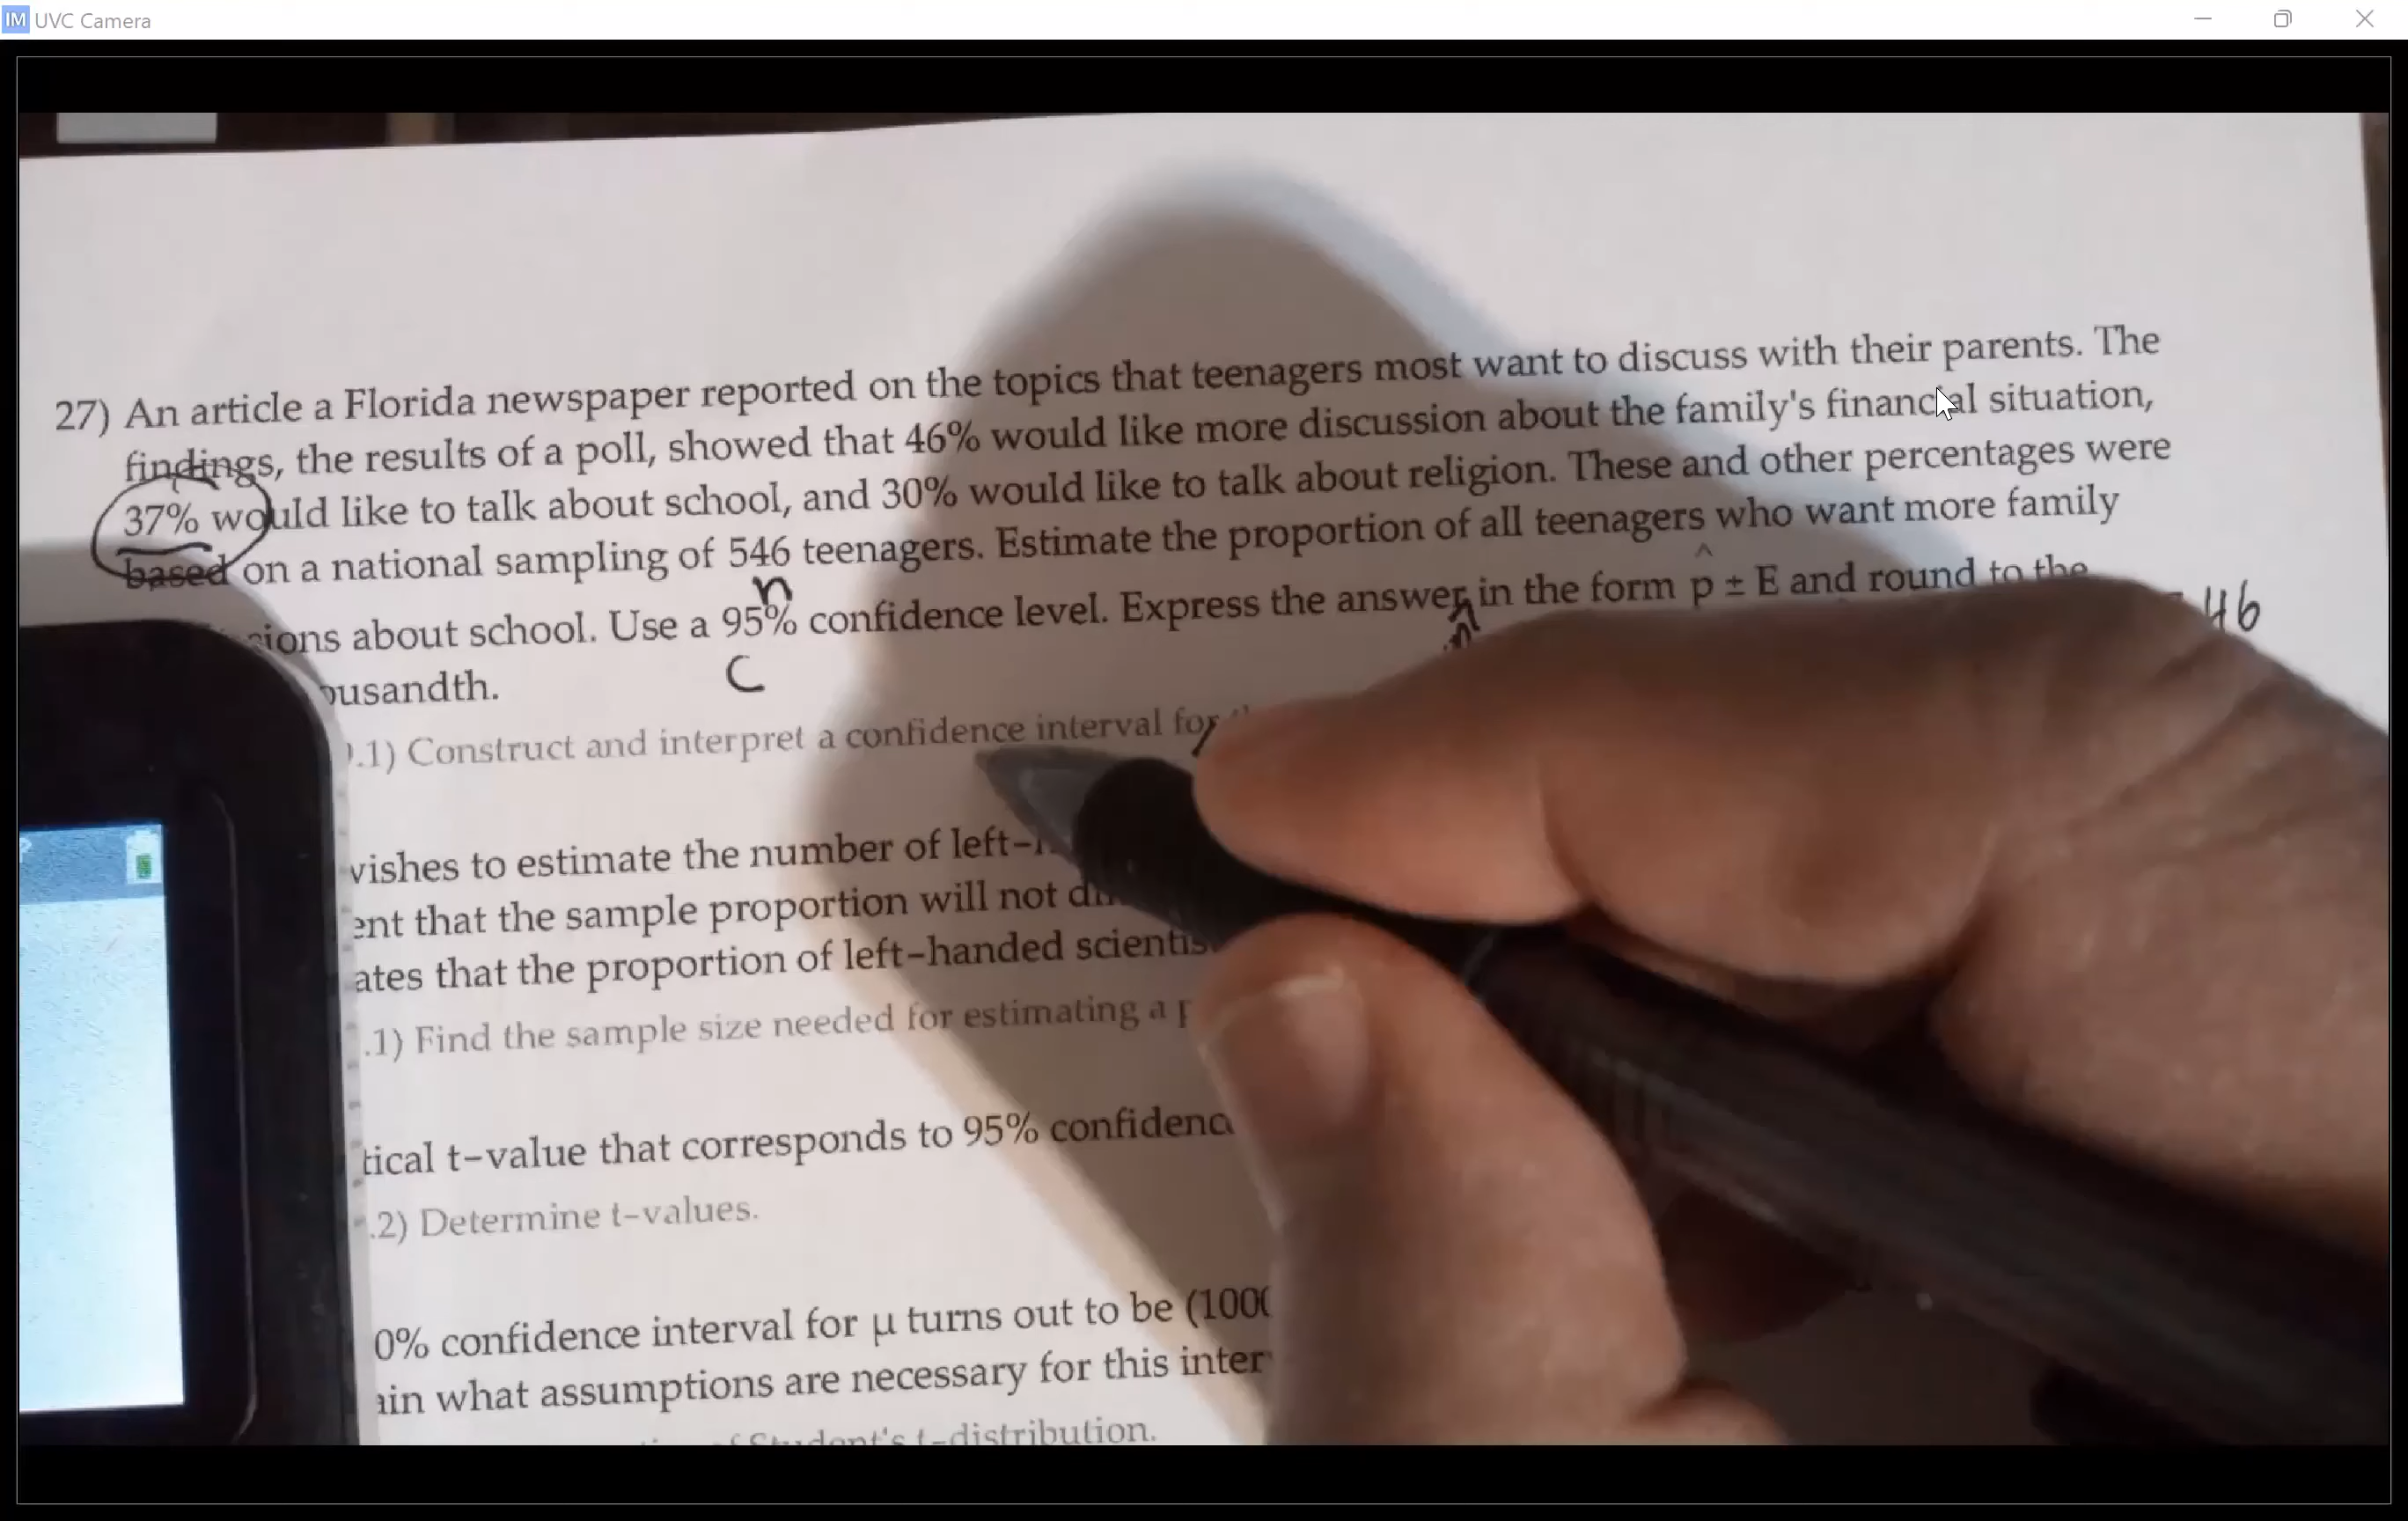 IM UVC Camera
27) An article a Florida newspaper reported on the topics that teenagers most want to discuss with their parents. The
findings, the results of a poll, showed that 46% would like more discussion about the family's financial situation,
37% would like to talk about school, and 30% would like to talk about religion. These and other percentages were
based on a national sampling of 546 teenagers. Estimate the proportion of all teenagers who want more family
n
sions about school. Use a 95% confidence level. Express the answer in the form p̂ ± E and round to the
46
ousandth.
C
.1) Construct and interpret a confidence interval for
vishes to estimate the number of left-
ent that the sample proportion will not
ates that the proportion of left-handed
.1) Find the sample size needed for estimating a
tical t-value that corresponds to 95%
.2) Determine t-values.
0% confidence interval for μ turns out to be (100
ain what assumptions are necessary for this
Student's t-distribution.